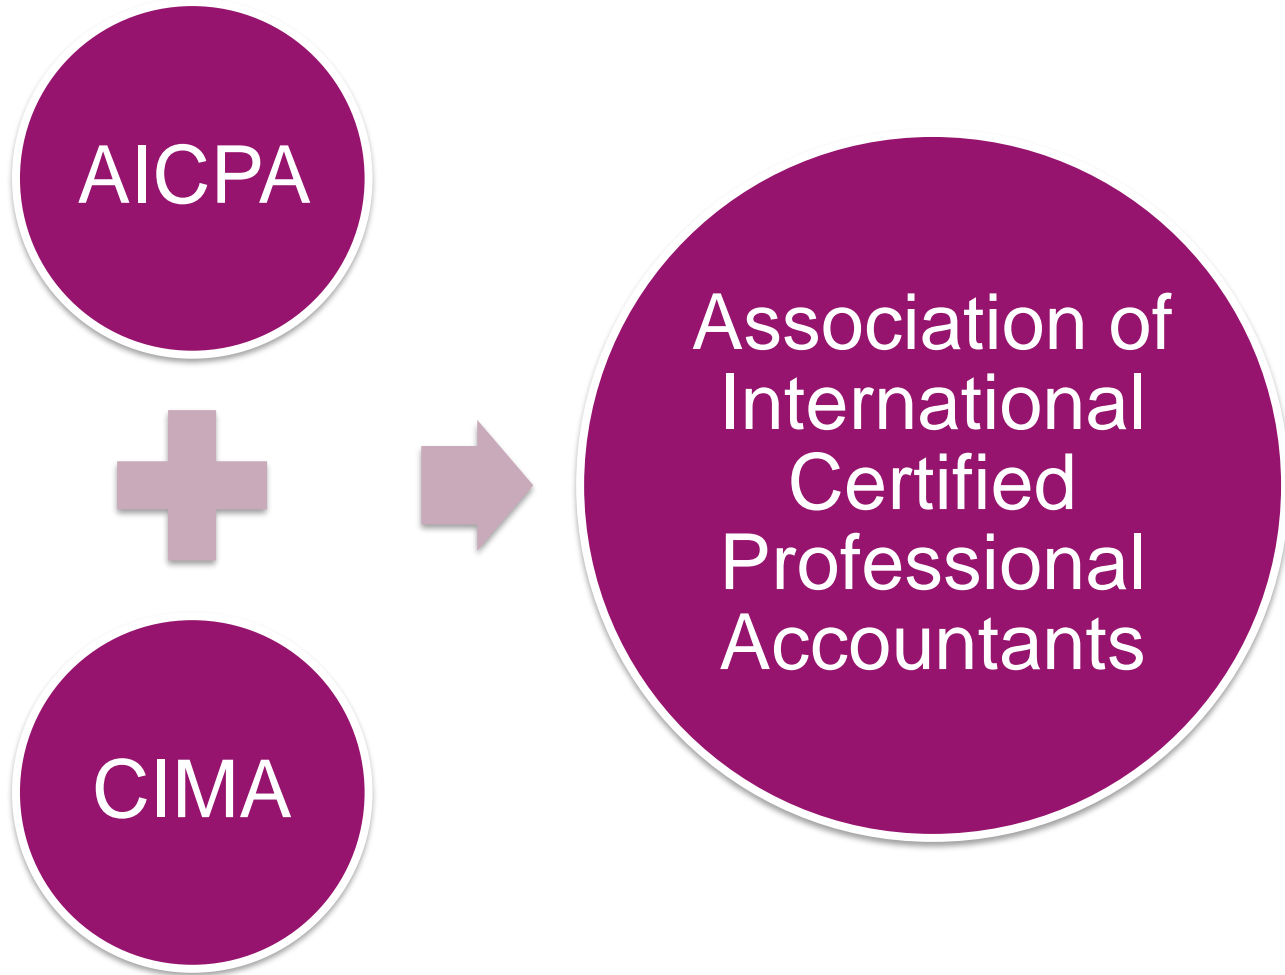 AICPA
CIMA
Association of
International
Certified
Professional
Accountants